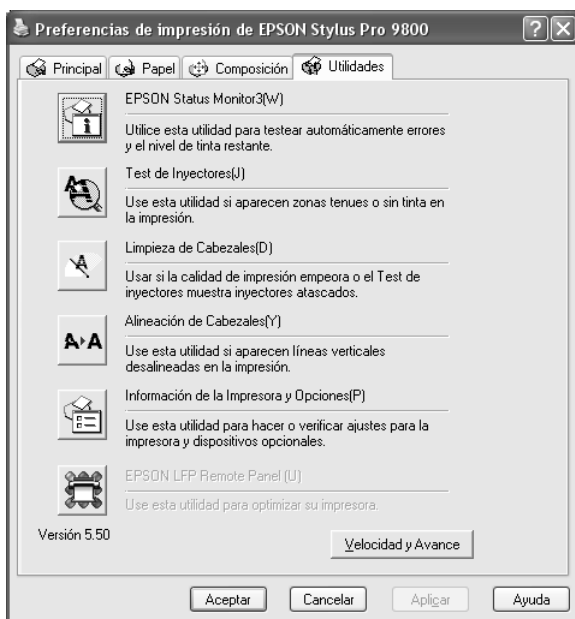 Preferencias de impresión de EPSON Stylus Pro 9800
Principal Papel Composición Utilidades
EPSON Status Monitor3(W)
Utilice esta utilidad para testear automáticamente errores
y el nivel de tinta restante.
Test de Inyectores(J)
Use esta utilidad si aparecen zonas tenues o sin tinta en
la impresión.
Limpieza de Cabezales(D)
Usar si la calidad de impresión empeora o el Test de
inyectores muestra inyectores atascados.
A▸A
Alineación de Cabezales(Y)
Use esta utilidad si aparecen líneas verticales
desalineadas en la impresión.
Información de la Impresora y Opciones(P)
Use esta utilidad para hacer o verificar ajustes para la
impresora y dispositivos opcionales.
EPSON LFP Remote Panel (U)
Use esta utilidad para optimizar su impresora.
Versión 5.50
Velocidad y Avance
Aceptar Cancelar Aplicar Ayuda